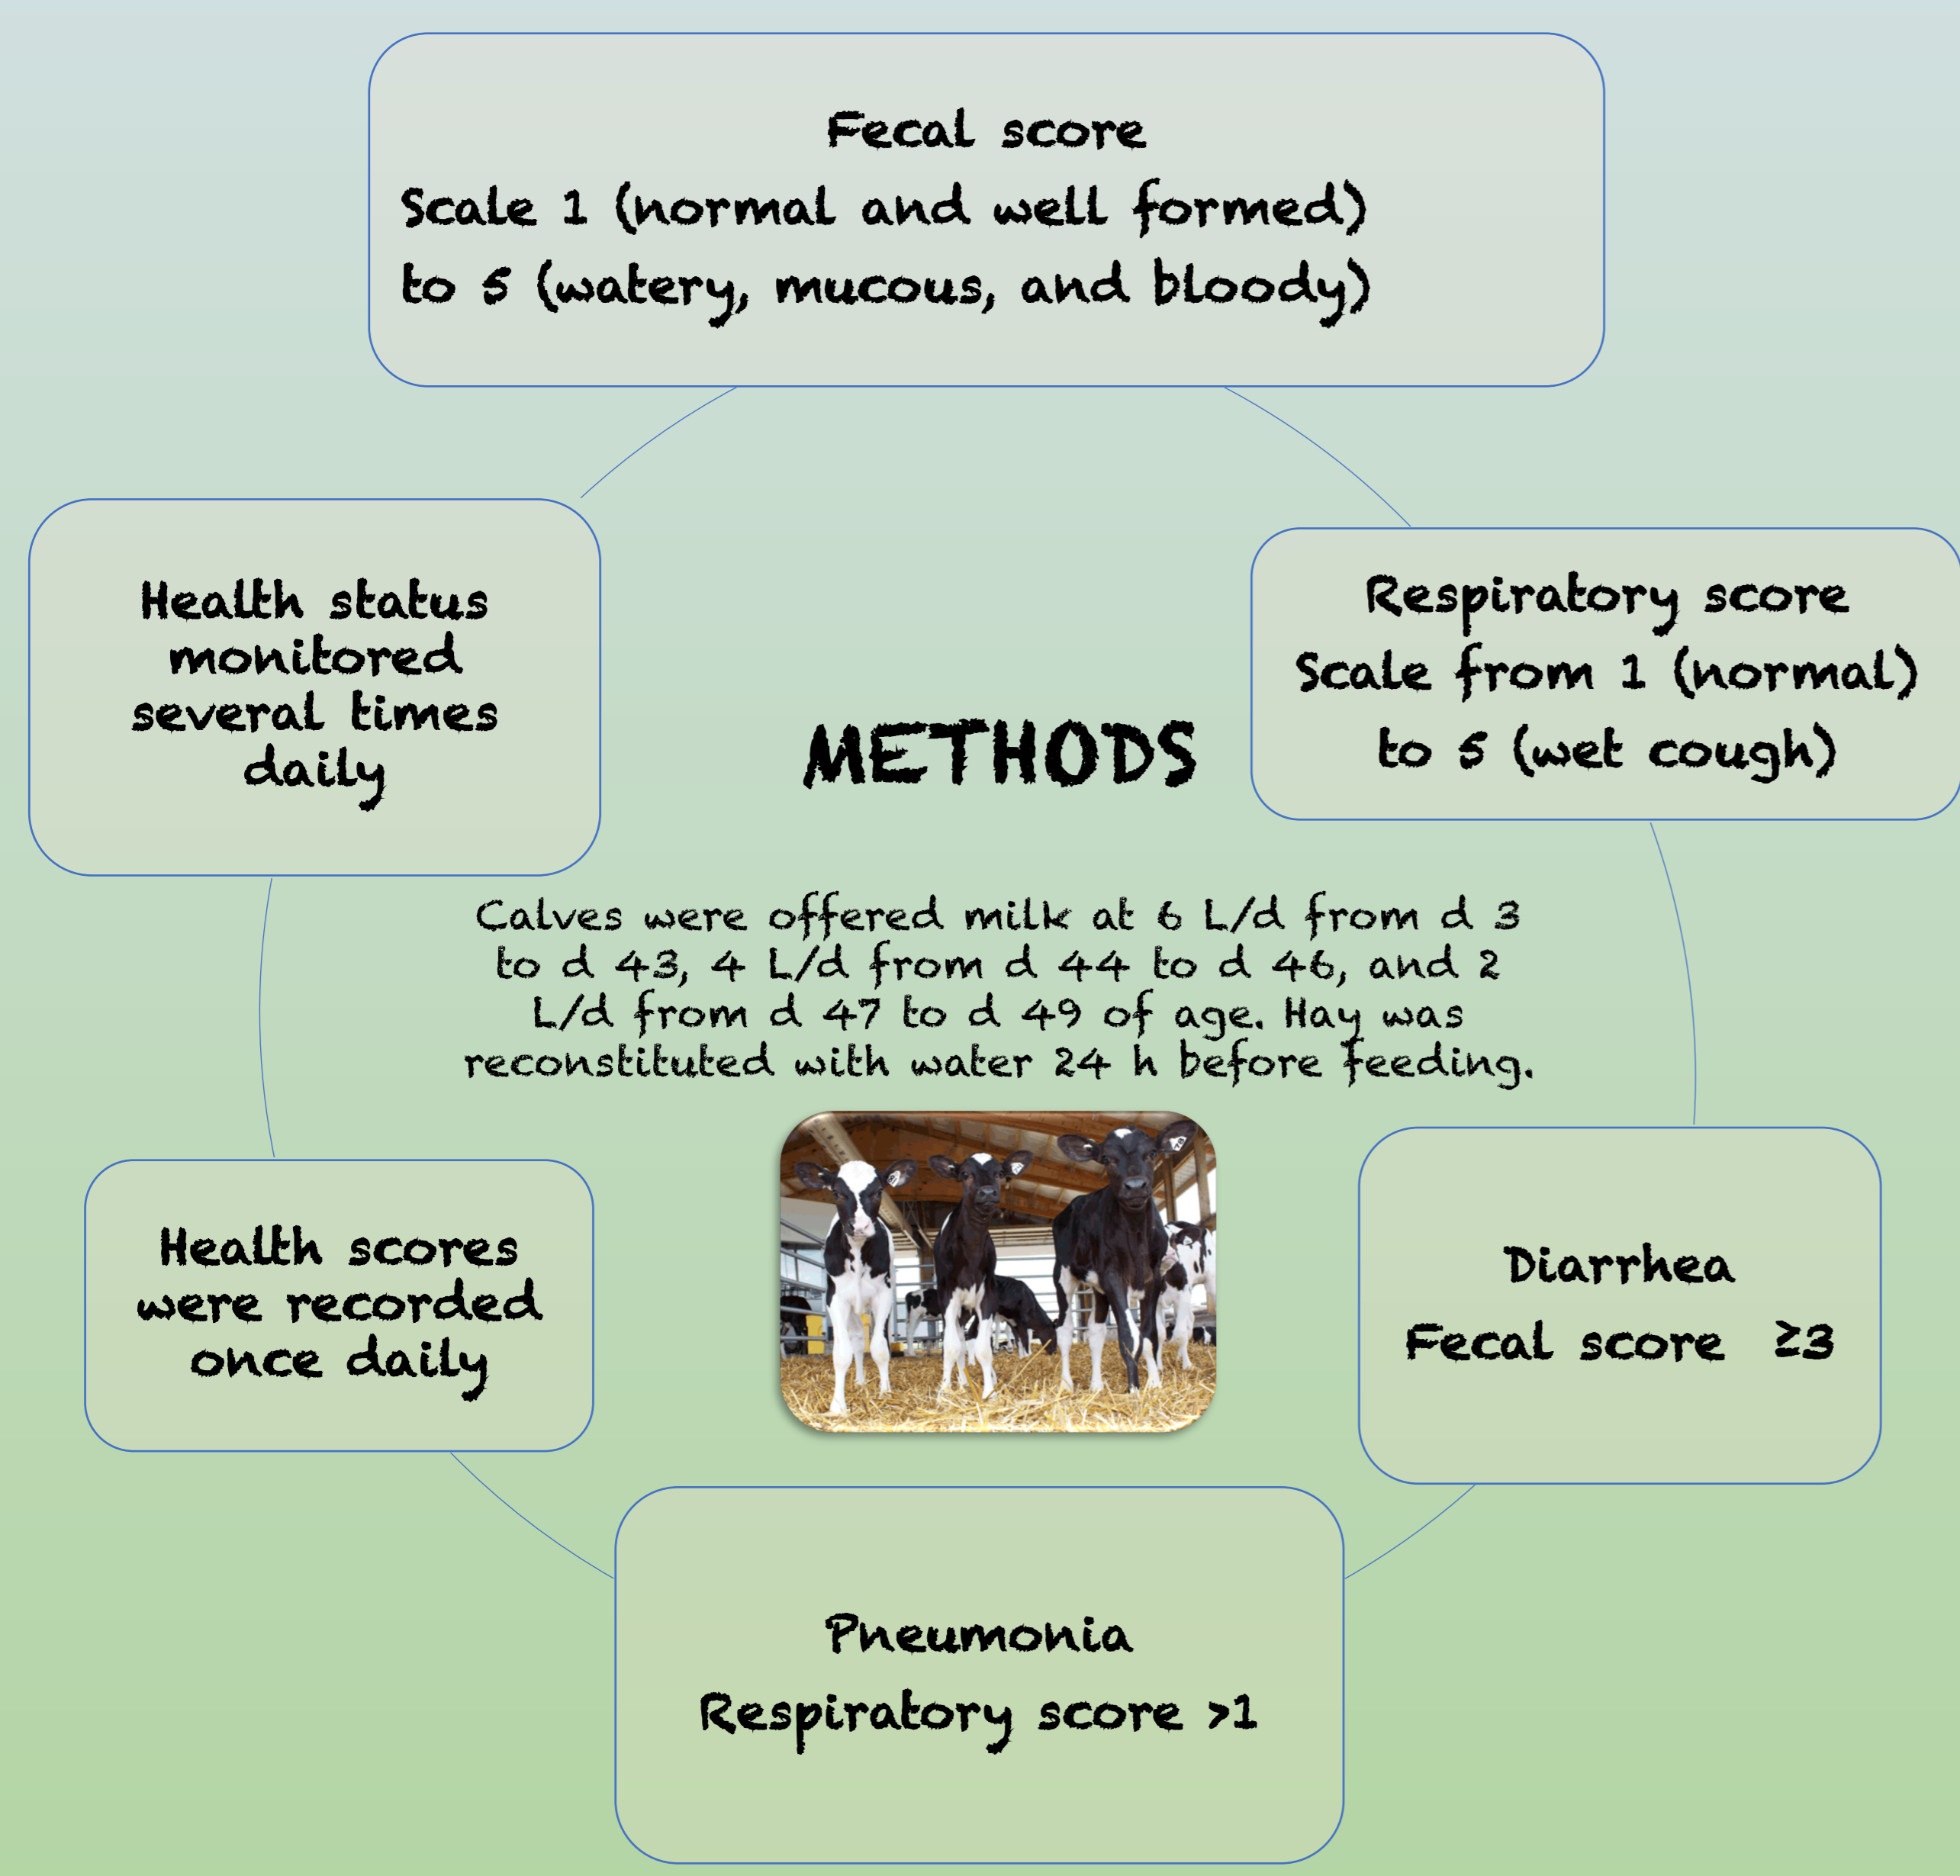 Fecal score
Scale 1 (normal and well formed)
to 5 (watery, mucous, and bloody)
Respiratory score
Scale from 1 (normal)
to 5 (wet cough)
Diarrhea
Fecal score ≥3
Pneumonia
Respiratory score >1
Health scores
were recorded
once daily
Health status
monitored
several times
daily
METHODS
Calves were offered milk at 6 L/d from d 3
to d 43, 4 L/d from d 44 to d 46, and 2
L/d from d 47 to d 49 of age. Hay was
reconstituted with water 24 h before feeding.